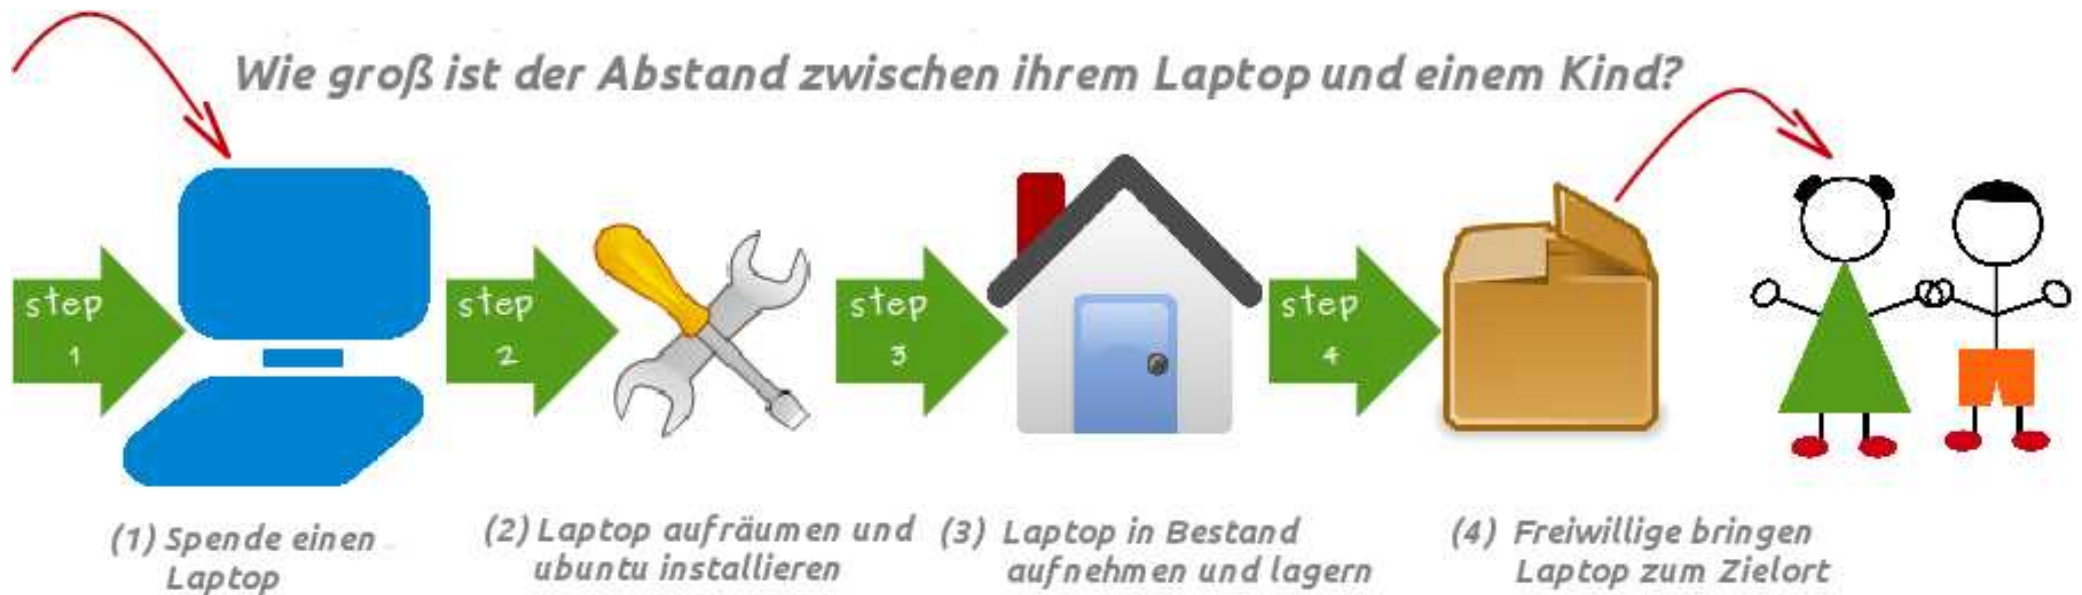 Wie groß ist der Abstand zwischen ihrem Laptop und einem Kind?
step
1
step
2
step
3
step
4
(1) Spende einen
Laptop
(2) Laptop aufräumen und
ubuntu installieren
(3) Laptop in Bestand
aufnehmen und lagern
(4) Freiwillige bringen
Laptop zum Zielort